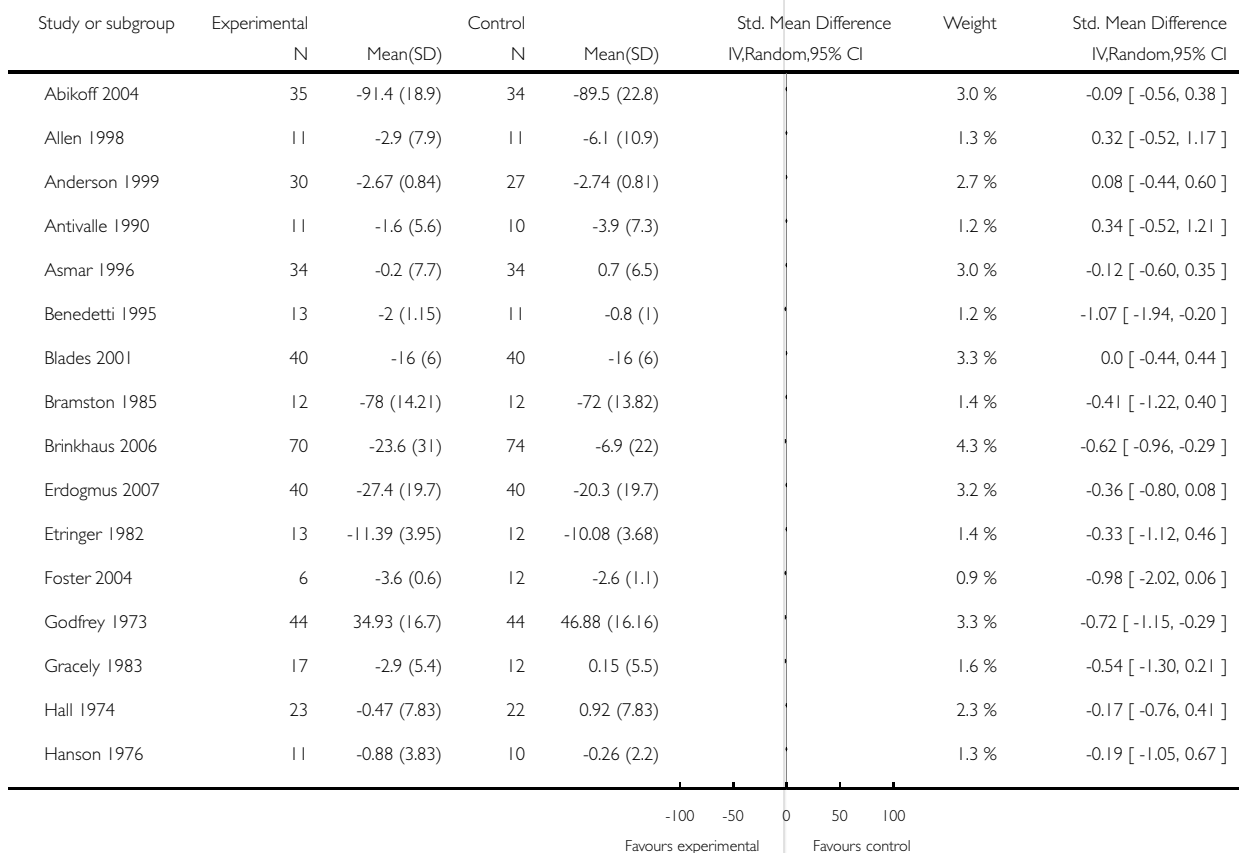 Study or subgroup Experimental Control Std. Mean Difference Weight Std. Mean Difference
N Mean(SD) N Mean(SD) IV,Random,95% CI IV,Random,95% CI
Abikoff 2004 35 -91.4 (18.9) 34 -89.5 (22.8) 3.0 % -0.09 [ -0.56, 0.38 ]
Allen 1998 11 -2.9 (7.9) 11 -6.1 (10.9) 1.3 % 0.32 [ -0.52, 1.17 ]
Anderson 1999 30 -2.67 (0.84) 27 -2.74 (0.81) 2.7 % 0.08 [ -0.44, 0.60 ]
Antivalle 1990 11 -1.6 (5.6) 10 -3.9 (7.3) 1.2 % 0.34 [ -0.52, 1.21 ]
Asmar 1996 34 -0.2 (7.7) 34 0.7 (6.5) 3.0 % -0.12 [ -0.60, 0.35 ]
Benedetti 1995 13 -2 (1.15) 11 -0.8 (1) 1.2 % -1.07 [ -1.94, -0.20 ]
Blades 2001 40 -16 (6) 40 -16 (6) 3.3 % 0.0 [ -0.44, 0.44 ]
Bramston 1985 12 -78 (14.21) 12 -72 (13.82) 1.4 % -0.41 [ -1.22, 0.40 ]
Brinkhaus 2006 70 -23.6 (31) 74 -6.9 (22) 4.3 % -0.62 [ -0.96, -0.29 ]
Erdogmus 2007 40 -27.4 (19.7) 40 -20.3 (19.7) 3.2 % -0.36 [ -0.80, 0.08 ]
Etringer 1982 13 -11.39 (3.95) 12 -10.08 (3.68) 1.4 % -0.33 [ -1.12, 0.46 ]
Foster 2004 6 -3.6 (0.6) 12 -2.6 (1.1) 0.9 % -0.98 [ -2.02, 0.06 ]
Godfrey 1973 44 34.93 (16.7) 44 46.88 (16.16) 3.3 % -0.72 [ -1.15, -0.29 ]
Gracely 1983 17 -2.9 (5.4) 12 0.15 (5.5) 1.6 % -0.54 [ -1.30, 0.21 ]
Hall 1974 23 -0.47 (7.83) 22 0.92 (7.83) 2.3 % -0.17 [ -0.76, 0.41 ]
Hanson 1976 11 -0.88 (3.83) 10 -0.26 (2.2) 1.3 % -0.19 [ -1.05, 0.67 ]
-100 -50 0 50 100
Favours experimental Favours control